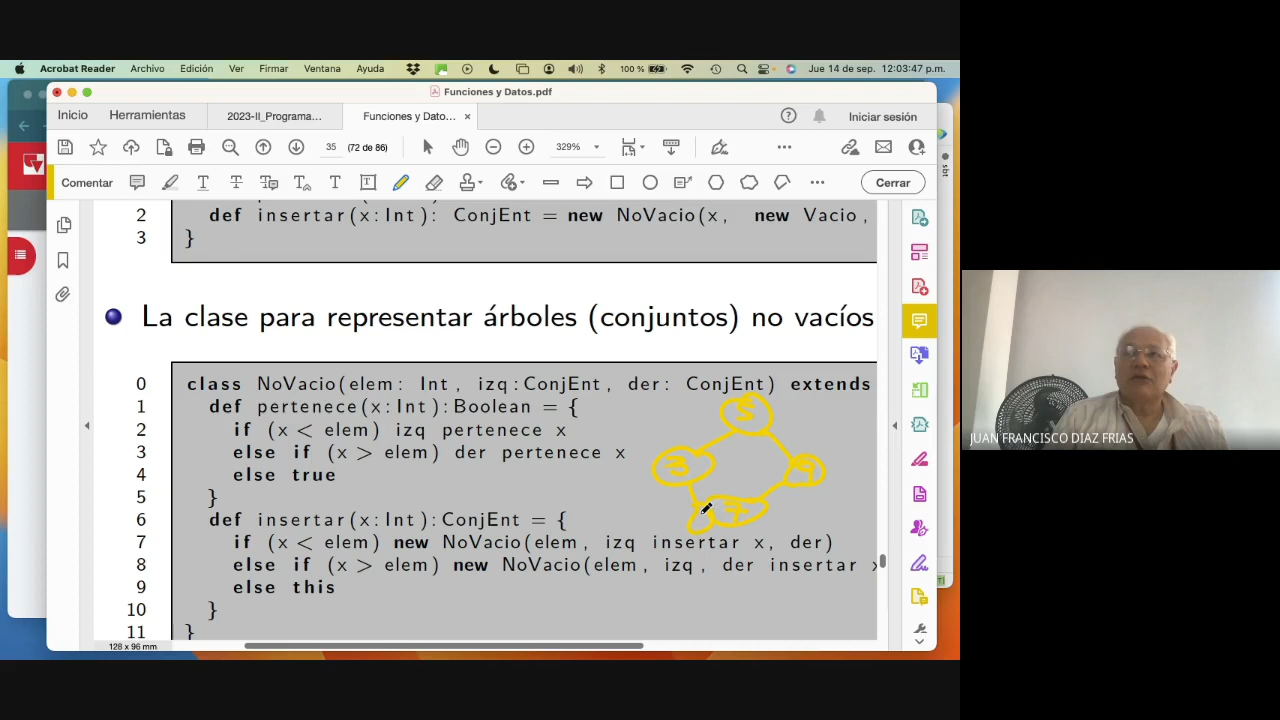 Acrobat Reader Archivo Edición Ver Firmar Ventana Ayuda 100 % Jue 14 de sep. 12:03:47 p.m.
Funciones y Datos.pdf
Inicio Herramientas 2023-II_Programa... Funciones y Dato... × Iniciar sesión
35 (72 de 86) 329%
Comentar Cerrar
sbt
2 def insertar(x:Int): ConjEnt = new NoVacio(x, new Vacio,
3 }
La clase para representar árboles (conjuntos) no vacíos
0 class NoVacio(elem: Int, izq:ConjEnt, der: ConjEnt) extends
1 def pertenece(x:Int):Boolean = {
2 if (x < elem) izq pertenece x
3 else if (x > elem) der pertenece x
4 else true
5 }
6 def insertar(x:Int):ConjEnt = {
7 if (x < elem) new NoVacio(elem, izq insertar x, der)
8 else if (x > elem) new NoVacio(elem, izq, der insertar x
9 else this
10 }
11 }
5
3 9
7
128 x 96 mm
JUAN FRANCISCO DIAZ FRIAS